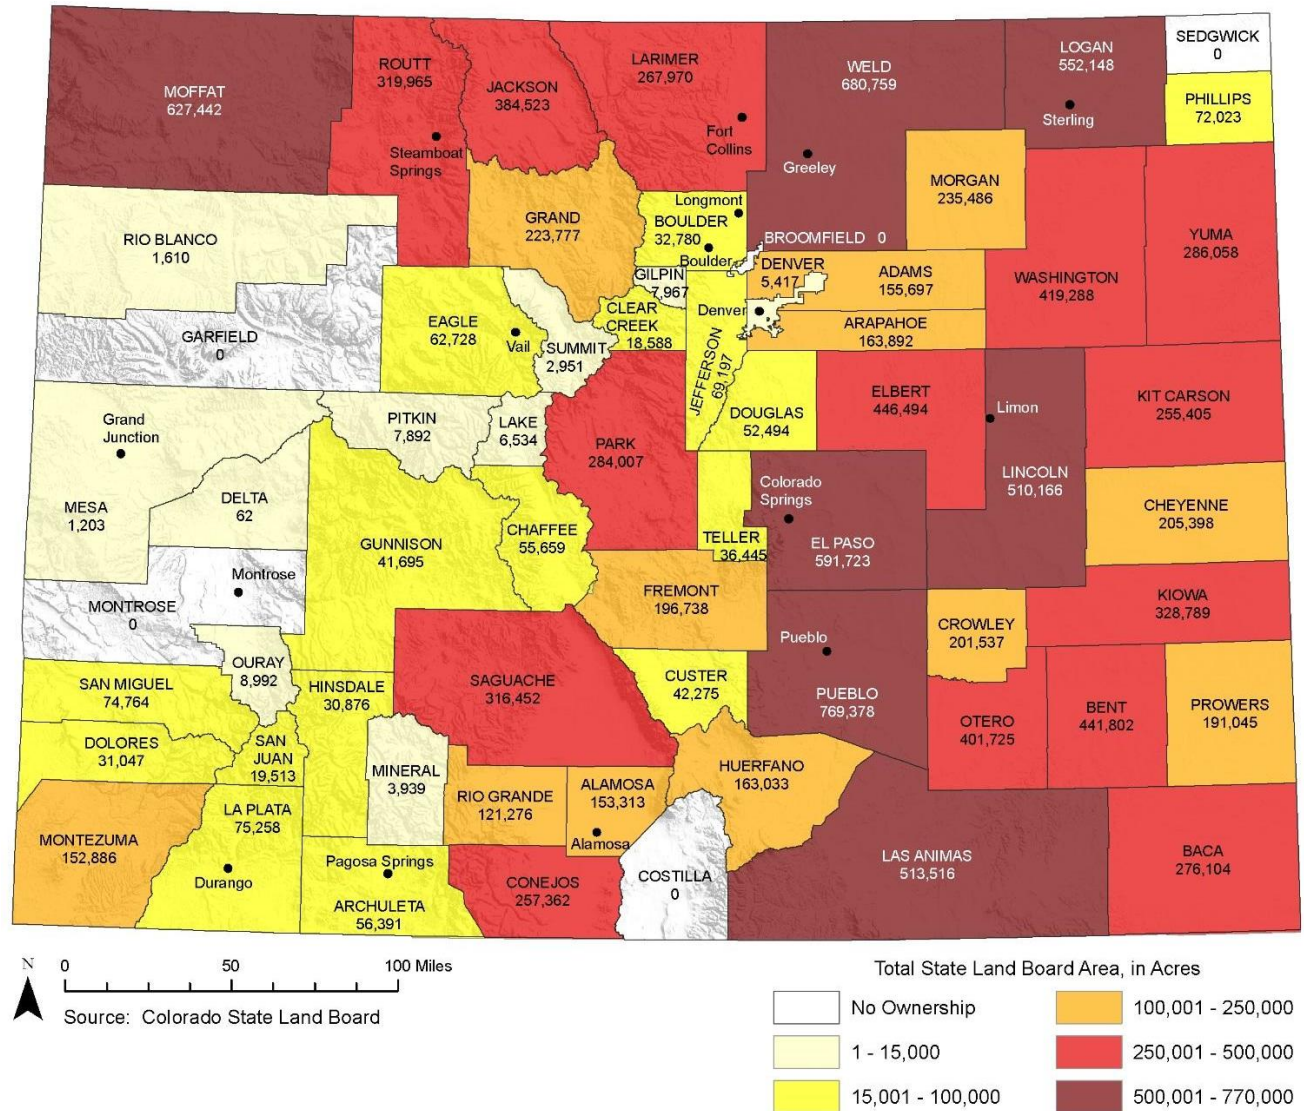 MOFFAT
627,442
ROUTT
319,965
Steamboat
Springs
JACKSON
384,523
LARIMER
267,970
Fort
Collins
WELD
680,759
Greeley
LOGAN
552,148
Sterling
SEDGWICK
0
PHILLIPS
72,023
RIO BLANCO
1,610
GRAND
223,777
Longmont
BOULDER
32,780
Boulder
BROOMFIELD 0
MORGAN
235,486
WASHINGTON
419,288
YUMA
286,058
GARFIELD
0
EAGLE
62,728
Vail
SUMMIT
2,951
GILPIN
7,967
CLEAR
CREEK
18,588
JEFFERSON
69,197
DENVER
5,417
Denver
ADAMS
155,697
ARAPAHOE
163,892
Grand
Junction
MESA
1,203
DELTA
62
PITKIN
7,892
LAKE
6,534
PARK
284,007
DOUGLAS
52,494
ELBERT
446,494
Limon
LINCOLN
510,166
KIT CARSON
255,405
GUNNISON
41,695
CHAFFEE
55,659
TELLER
36,445
Colorado
Springs
EL PASO
591,723
CHEYENNE
205,398
Montrose
MONTROSE
0
FREMONT
196,738
KIOWA
328,789
OURAY
8,992
SAN MIGUEL
74,764
HINSDALE
30,876
SAGUACHE
316,452
CUSTER
42,275
Pueblo
PUEBLO
769,378
CROWLEY
201,537
OTERO
401,725
BENT
441,802
PROWERS
191,045
DOLORES
31,047
SAN
JUAN
19,513
MINERAL
3,939
RIO GRANDE
121,276
ALAMOSA
153,313
Alamosa
HUERFANO
163,033
MONTEZUMA
152,886
LA PLATA
75,258
Durango
Pagosa Springs
ARCHULETA
56,391
CONEJOS
257,362
COSTILLA
0
LAS ANIMAS
513,516
BACA
276,104
N
0 50 100 Miles
Source: Colorado State Land Board
Total State Land Board Area, in Acres
No Ownership
1 - 15,000
15,001 - 100,000
100,001 - 250,000
250,001 - 500,000
500,001 - 770,000